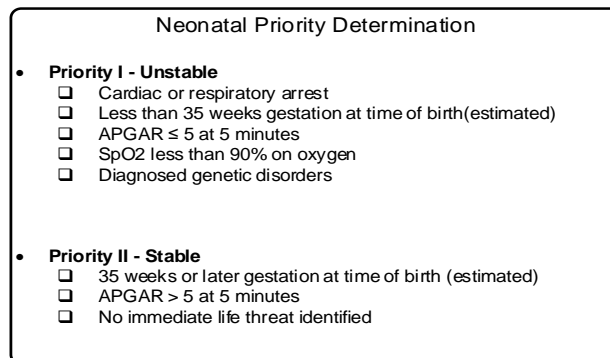 Neonatal Priority Determination
• Priority I - Unstable
❑ Cardiac or respiratory arrest
❑ Less than 35 weeks gestation at time of birth(estimated)
❑ APGAR ≤ 5 at 5 minutes
❑ SpO2 less than 90% on oxygen
❑ Diagnosed genetic disorders
• Priority II - Stable
❑ 35 weeks or later gestation at time of birth (estimated)
❑ APGAR > 5 at 5 minutes
❑ No immediate life threat identified